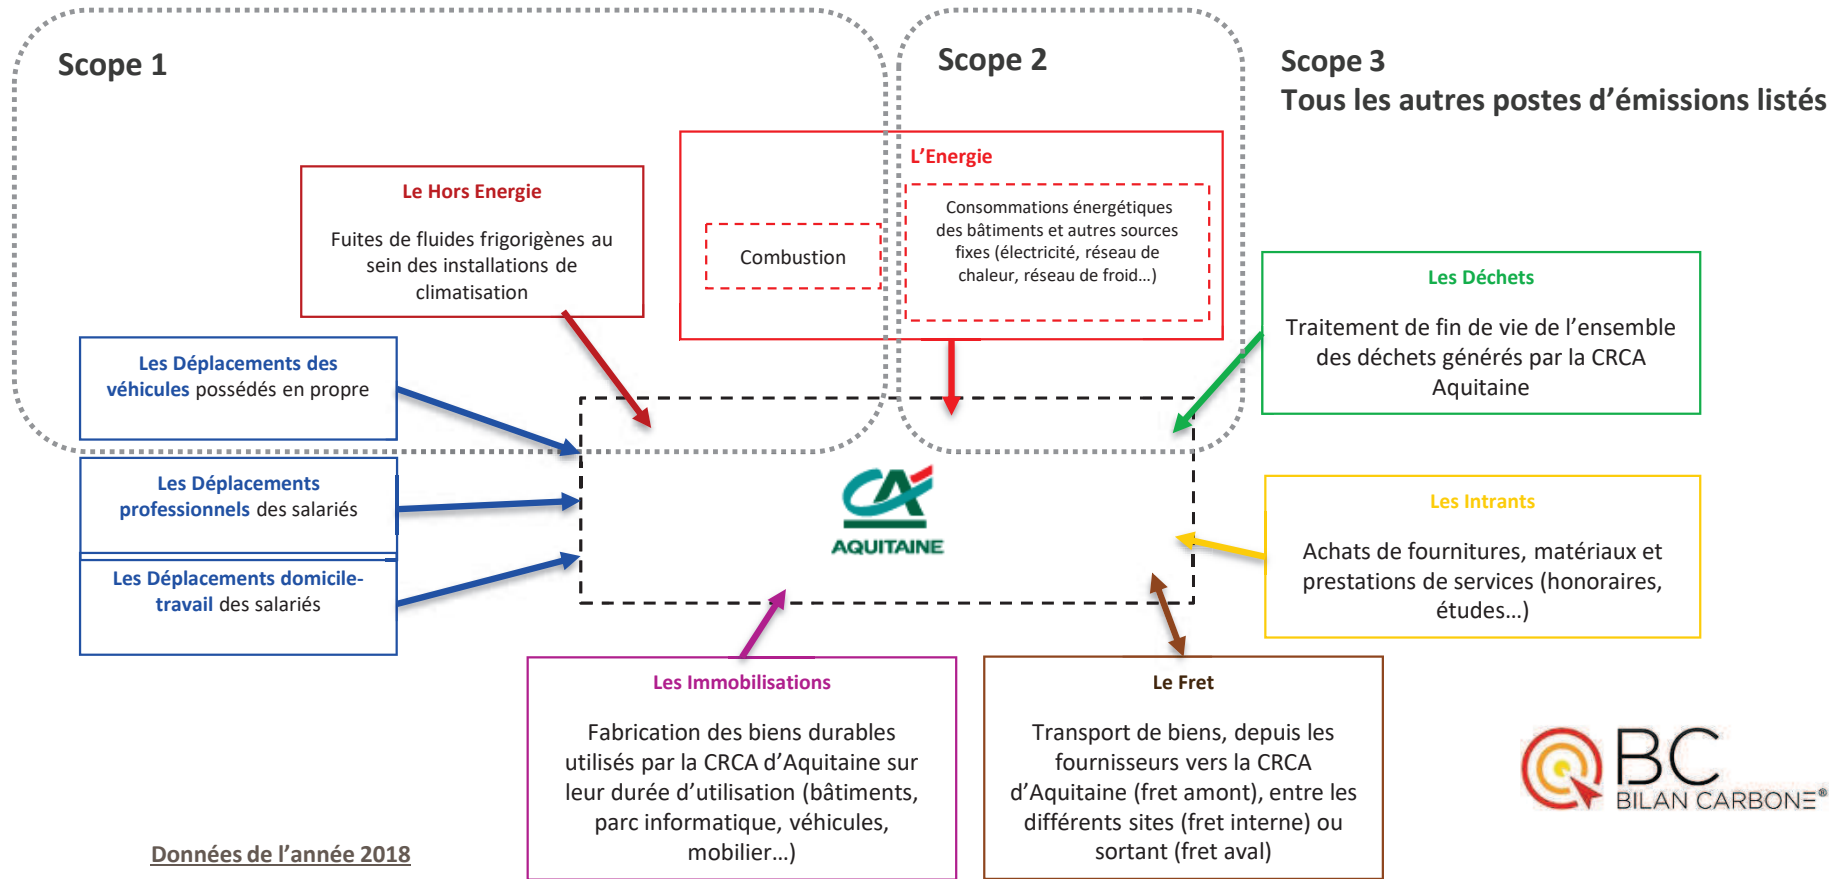 Scope 1
Scope 2
Scope 3
Tous les autres postes d’émissions listés
L’Energie
Le Hors Energie
Fuites de fluides frigorigènes au
sein des installations de
climatisation
Combustion
Consommations énergétiques
des bâtiments et autres sources
fixes (électricité, réseau de
chaleur, réseau de froid…)
Les Déchets
Traitement de fin de vie de l’ensemble
des déchets générés par la CRCA
Aquitaine
Les Déplacements des
véhicules possédés en propre
Les Déplacements
professionnels des salariés
Les Déplacements domicile-
travail des salariés
CA
AQUITAINE
Les Intrants
Achats de fournitures, matériaux et
prestations de services (honoraires,
études…)
Les Immobilisations
Fabrication des biens durables
utilisés par la CRCA d’Aquitaine sur
leur durée d’utilisation (bâtiments,
parc informatique, véhicules,
mobilier…)
Le Fret
Transport de biens, depuis les
fournisseurs vers la CRCA
d’Aquitaine (fret amont), entre les
différents sites (fret interne) ou
sortant (fret aval)
BC
BILAN CARBONE®
Données de l’année 2018